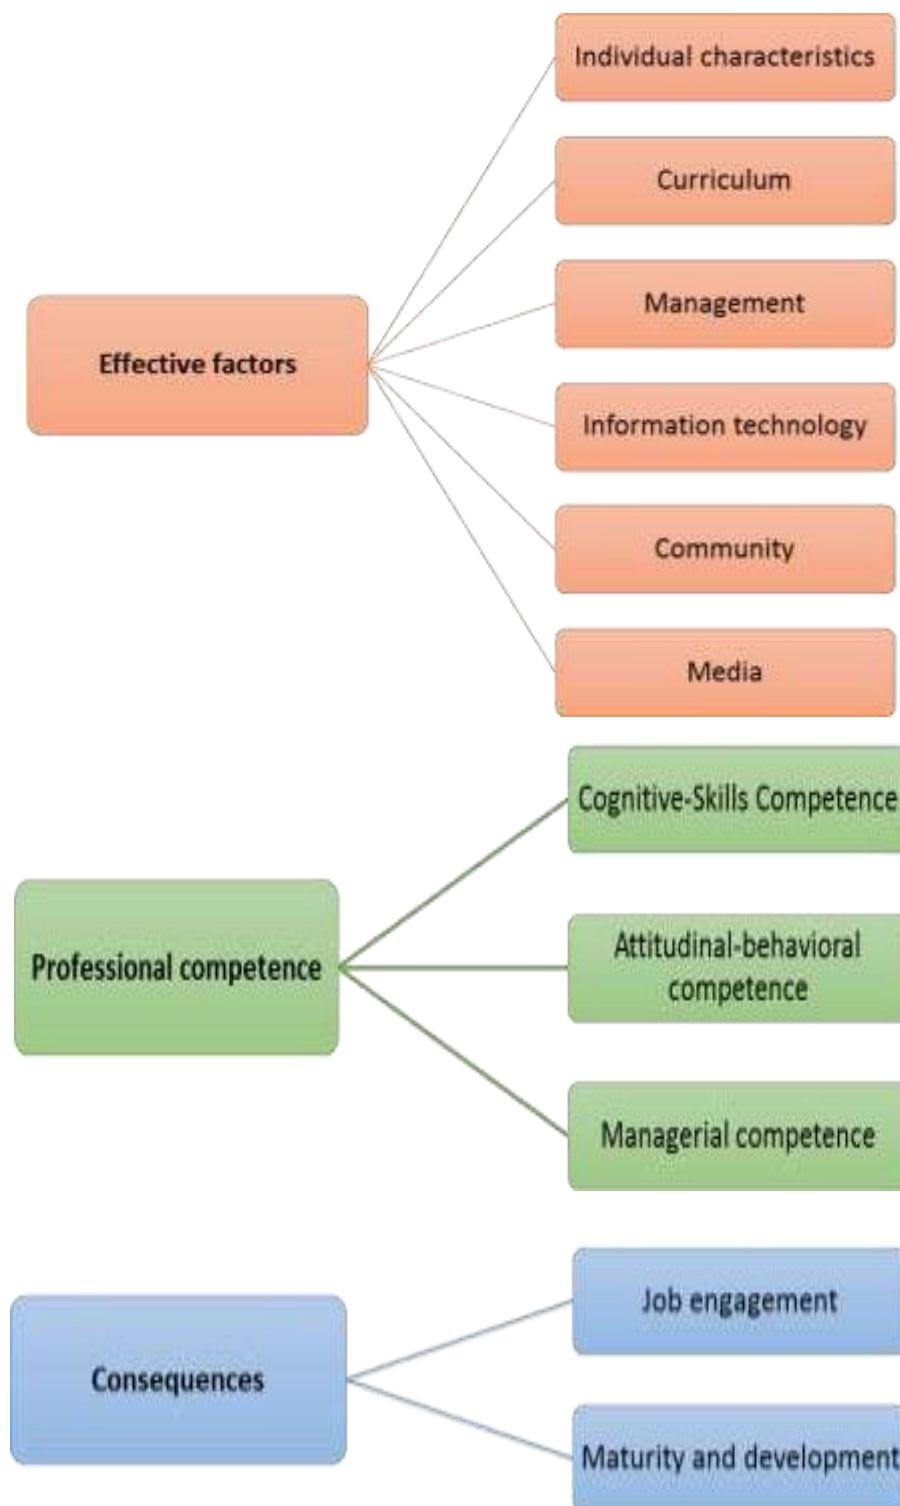 Individual characteristics
Curriculum
Management
Effective factors
Information technology
Community
Media
Cognitive-Skills Competence
Professional competence
Attitudinal-behavioral
competence
Managerial competence
Job engagement
Consequences
Maturity and development